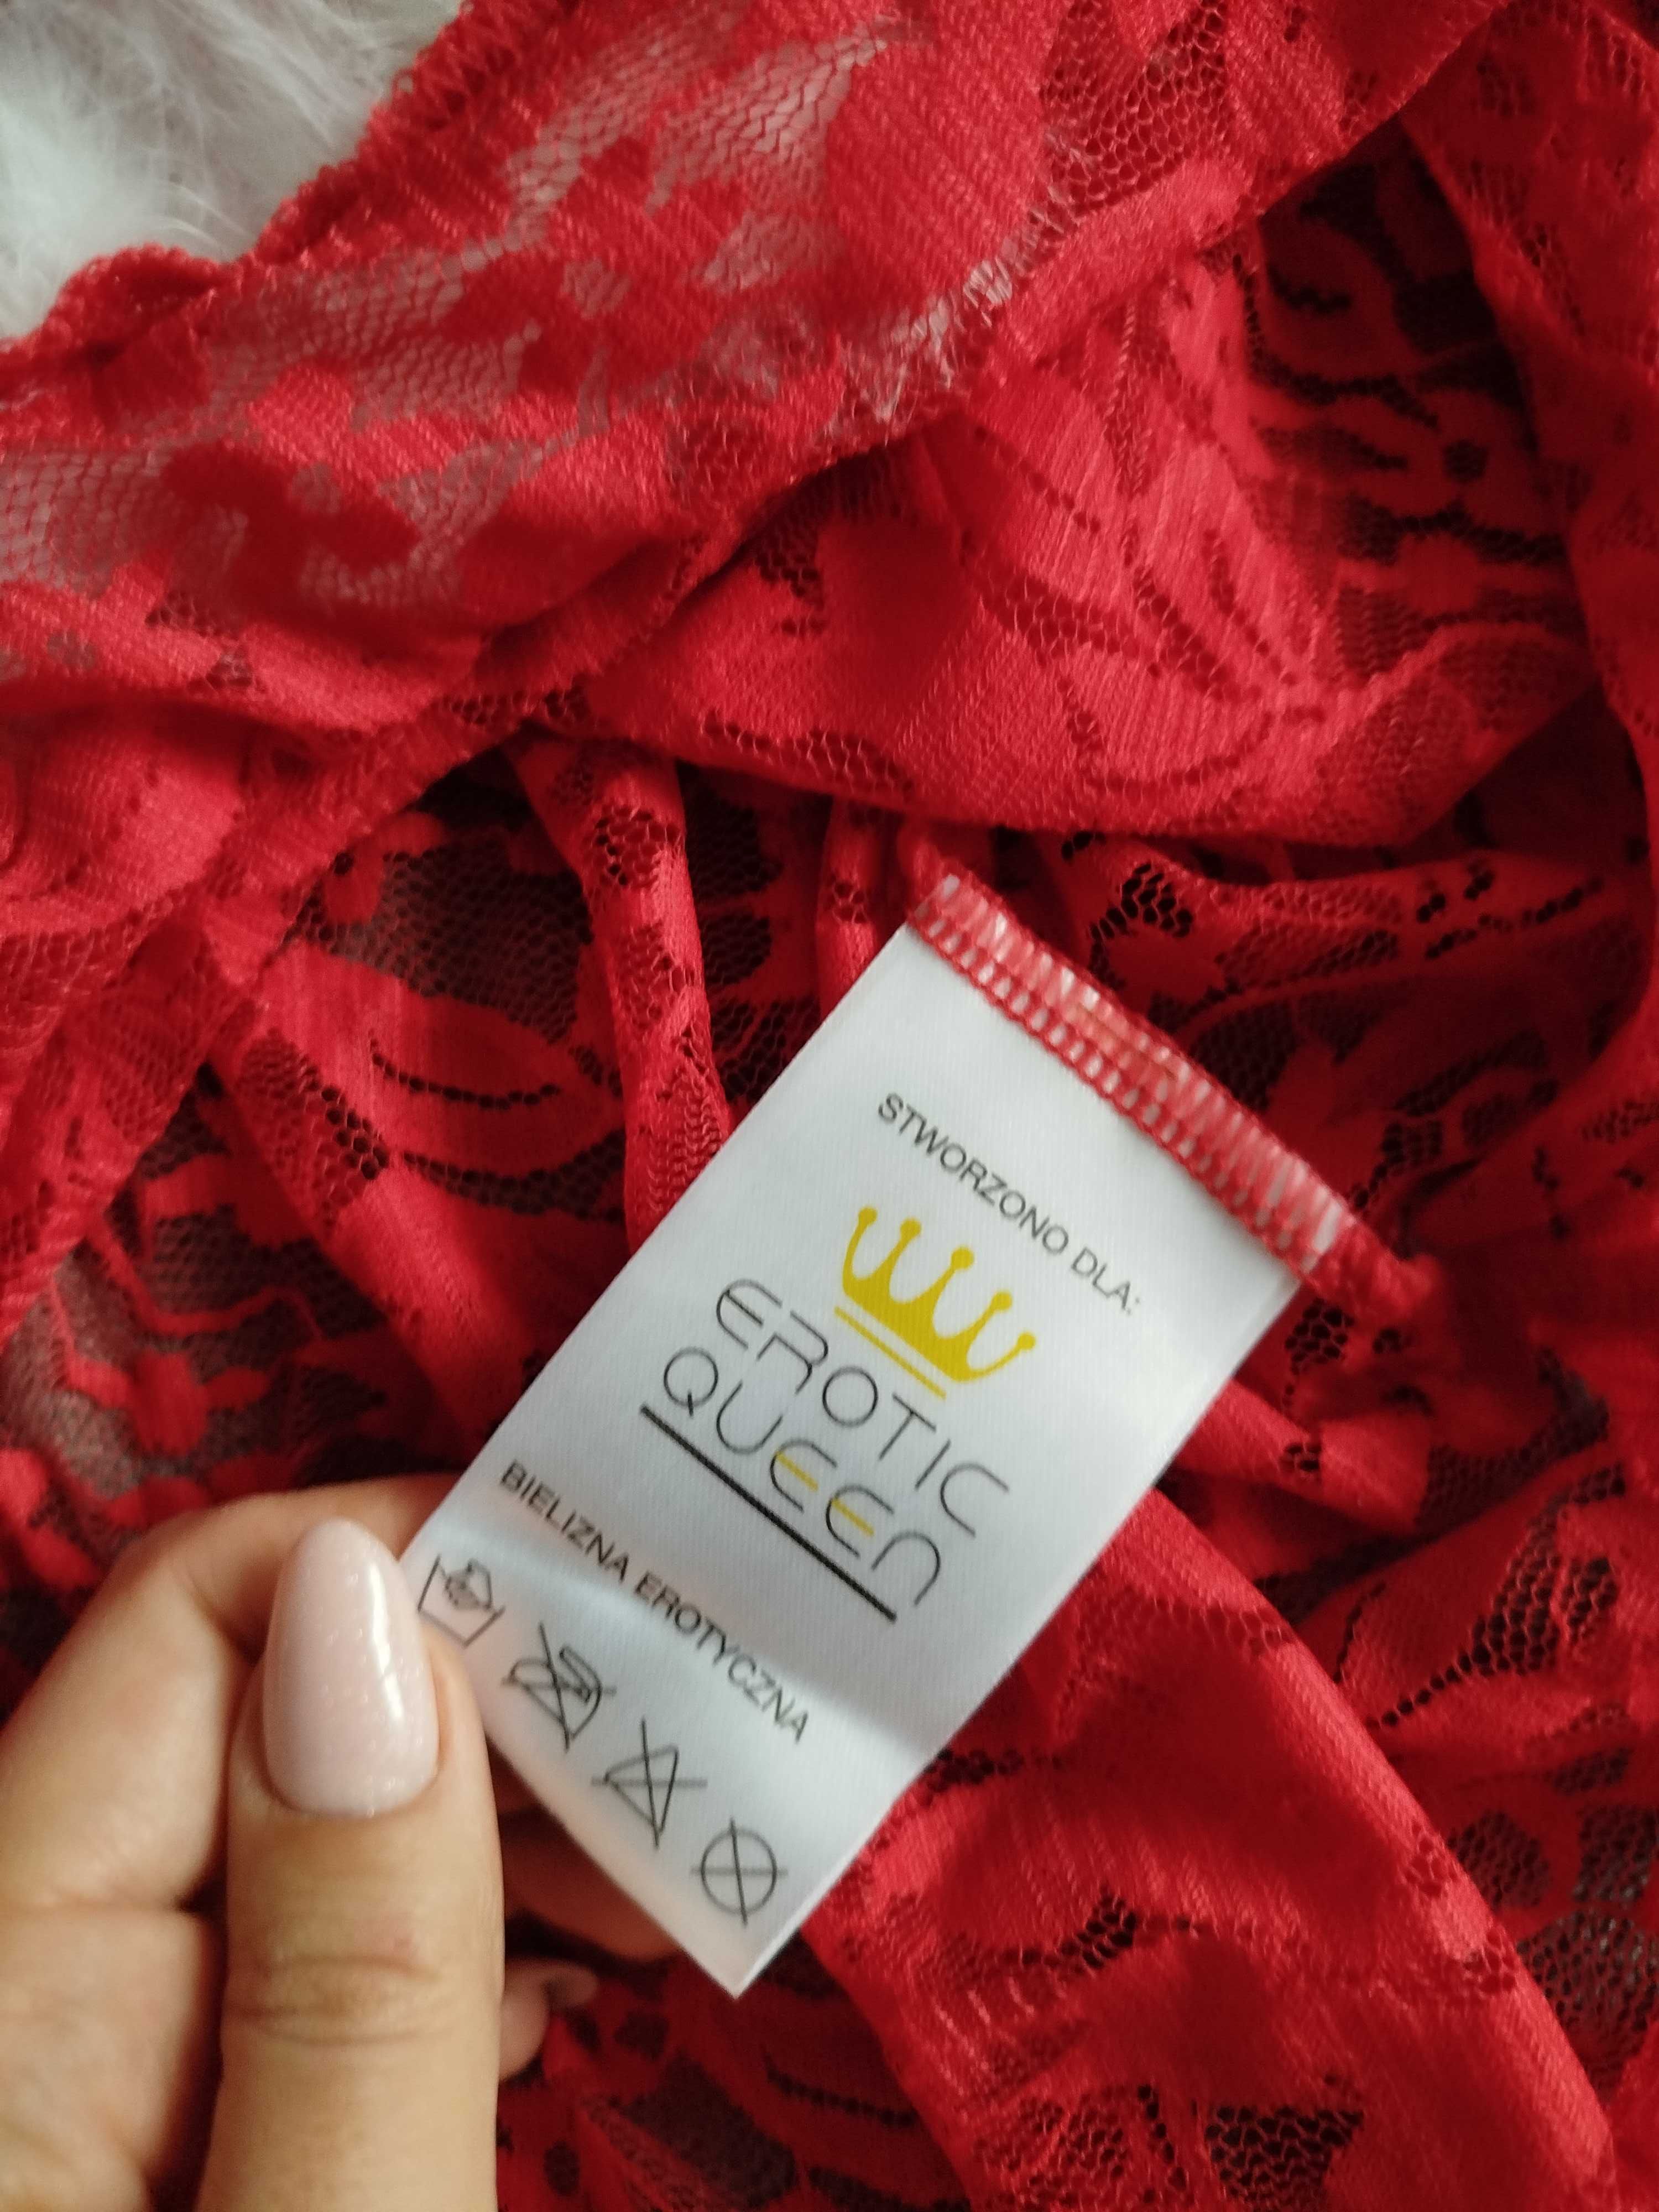 STWORZONO DLA:
EROTIC
QUEEN
BIELIZNA EROTYCZNA